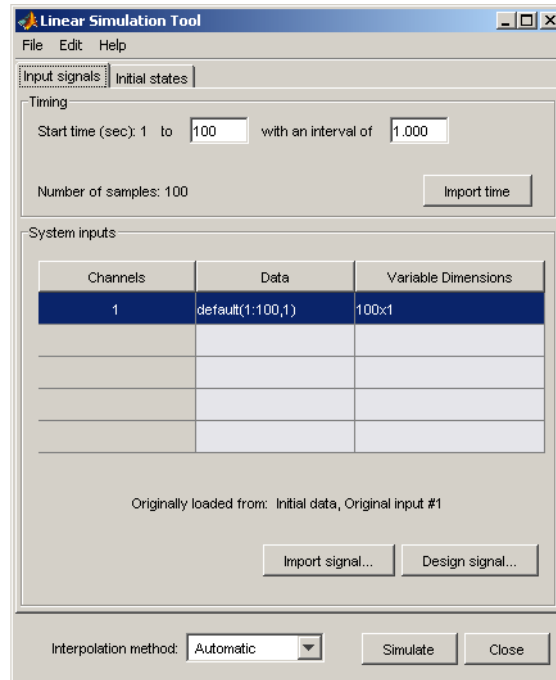 Linear Simulation Tool
File Edit Help
Input signals Initial states
Timing
Start time (sec): 1 to 100 with an interval of 1.000
Number of samples: 100 Import time
System inputs
Channels Data Variable Dimensions
1 default(1:100,1) 100x1
Originally loaded from: Initial data, Original input #1
Import signal... Design signal...
Interpolation method: Automatic Simulate Close